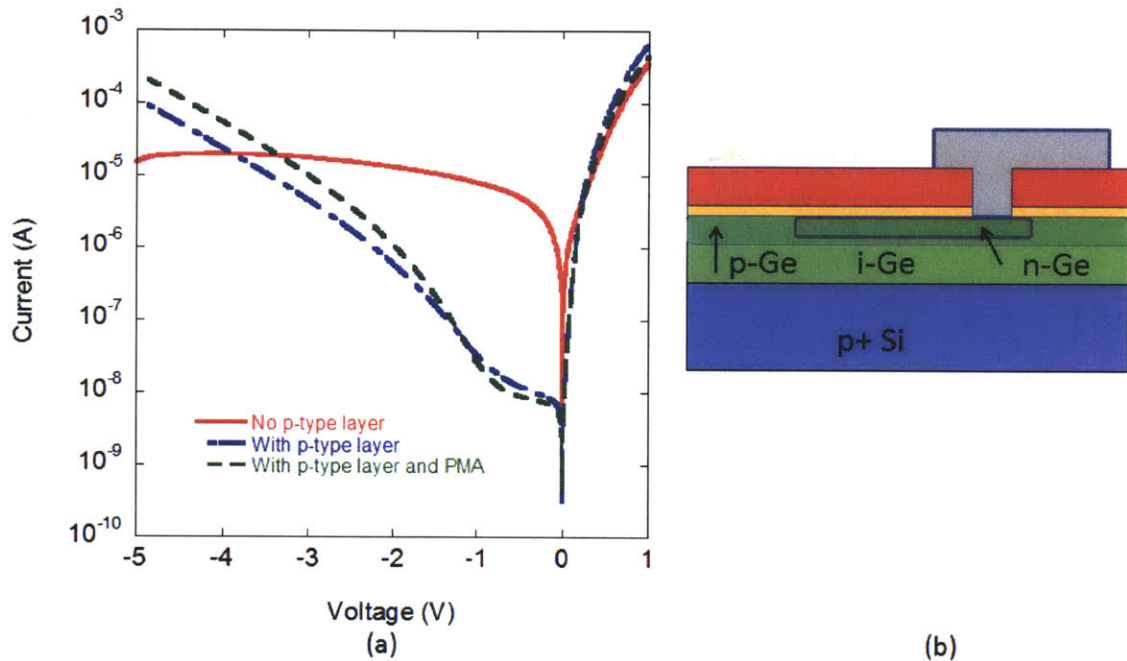 10⁻³
10⁻⁴
10⁻⁵
10⁻⁶
10⁻⁷
10⁻⁸
10⁻⁹
10⁻¹⁰
Current (A)
No p-type layer
With p-type layer
With p-type layer and PMA
-5 -4 -3 -2 -1 0 1
Voltage (V)
(a)
p-Ge i-Ge n-Ge
p+ Si
(b)